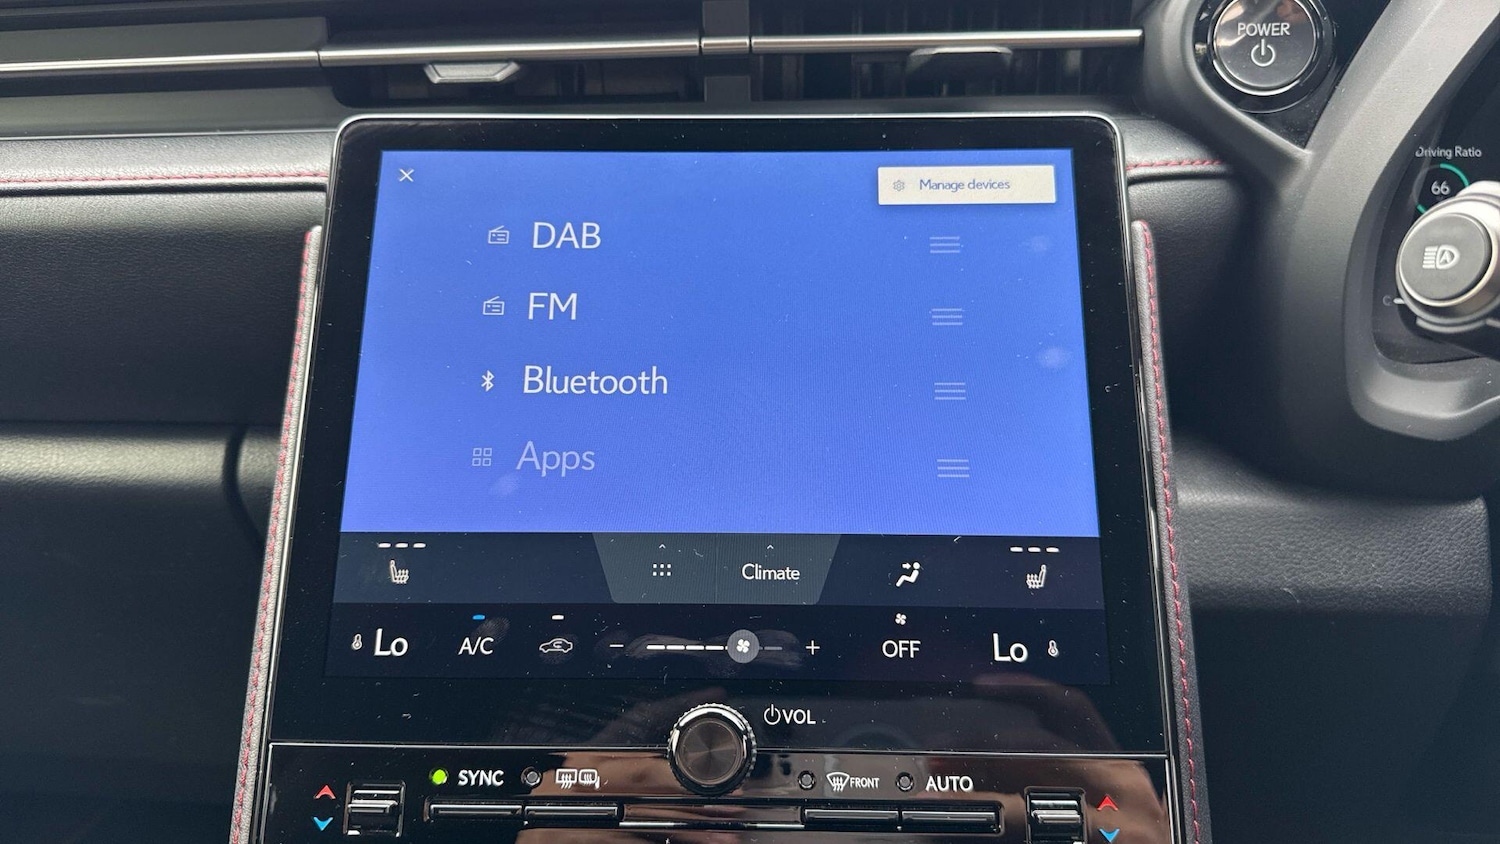 POWER
Driving Ratio
66
Manage devices
DAB
FM
Bluetooth
Apps
C
Climate
Lo
A/C
OFF
Lo
VOL
SYNC
FRONT
AUTO